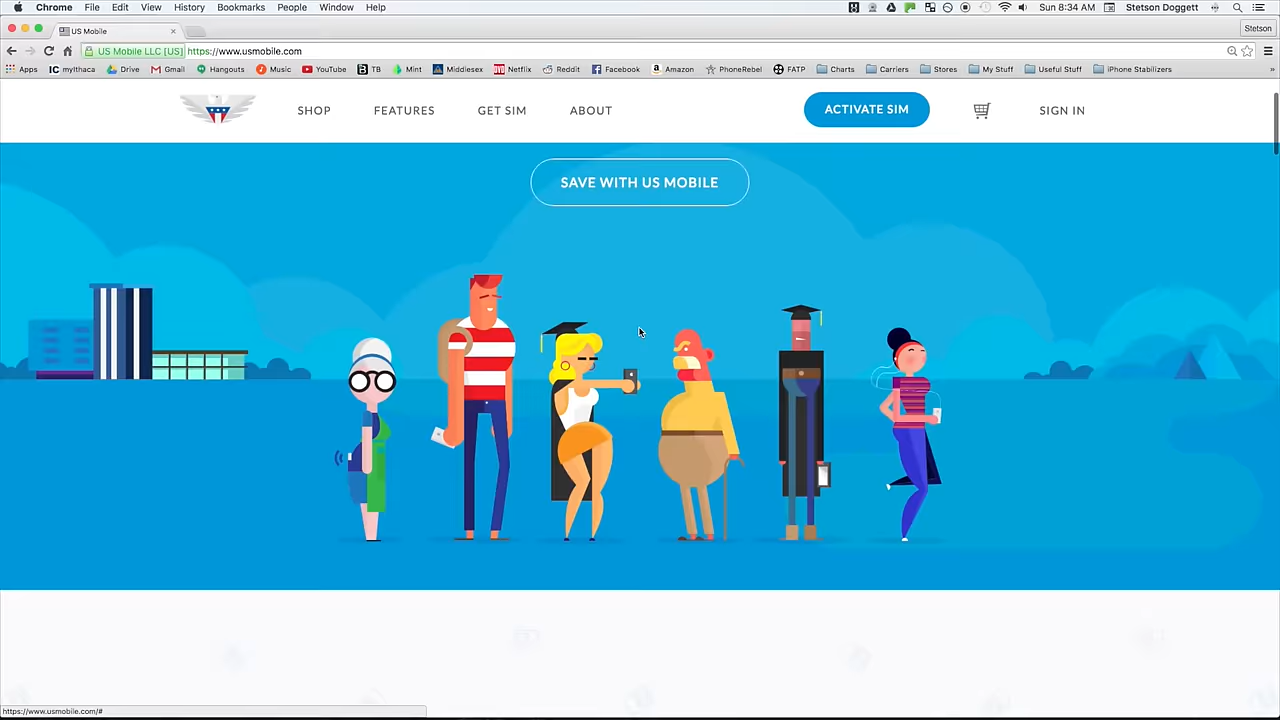 Chrome File Edit View History Bookmarks People Window Help Sun 8:34 AM Stetson Doggett
US Mobile Stetson
US Mobile LLC [US] https://www.usmobile.com
Apps IC myIthaca Drive Gmail Hangouts Music YouTube TB Mint Middlesex Netflix Reddit Facebook Amazon PhoneRebel FATP Charts Carriers Stores My Stuff Useful Stuff iPhone Stabilizers »
SHOP FEATURES GET SIM ABOUT ACTIVATE SIM SIGN IN
SAVE WITH US MOBILE
https://www.usmobile.com/#